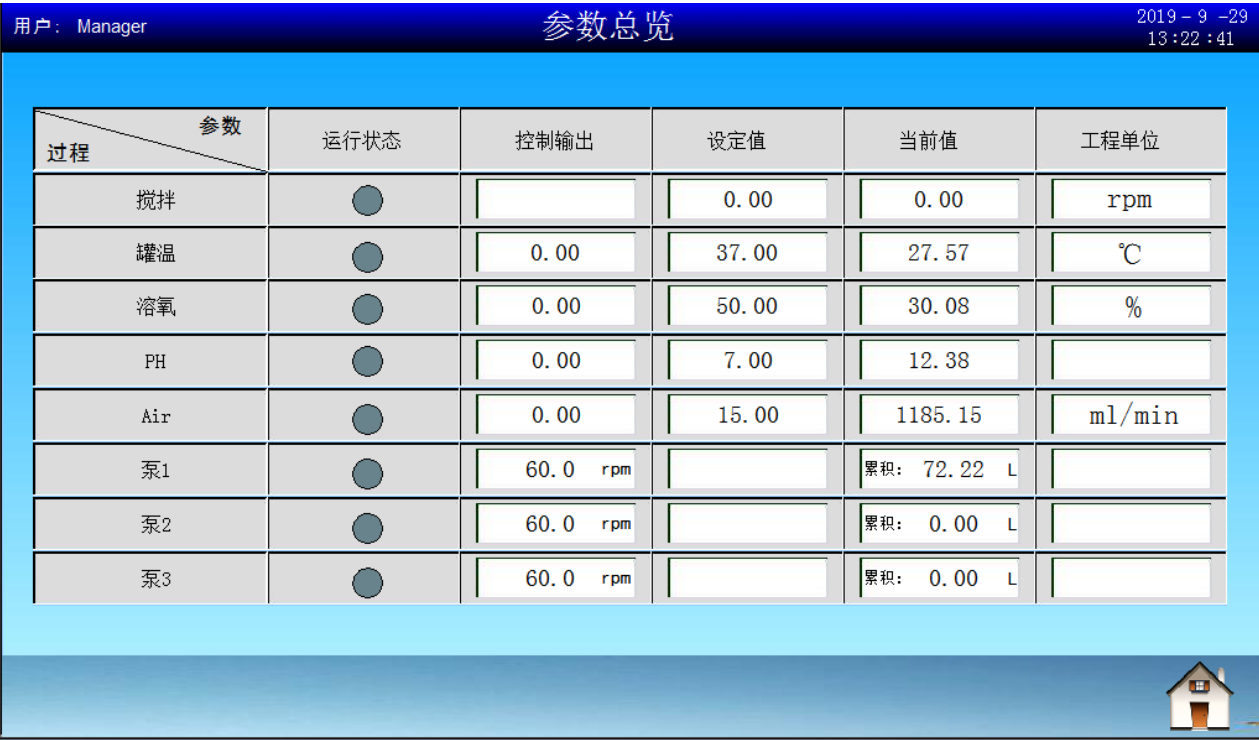 用户: Manager
参数总览
2019-9 -29
13:22:41
参数
过程
运行状态 控制输出 设定值 当前值 工程单位
搅拌 0.00 0.00 rpm
罐温 0.00 37.00 27.57 ℃
溶氧 0.00 50.00 30.08 %
PH 0.00 7.00 12.38
Air 0.00 15.00 1185.15 ml/min
泵1 60.0 rpm 累积: 72.22 L
泵2 60.0 rpm 累积: 0.00 L
泵3 60.0 rpm 累积: 0.00 L